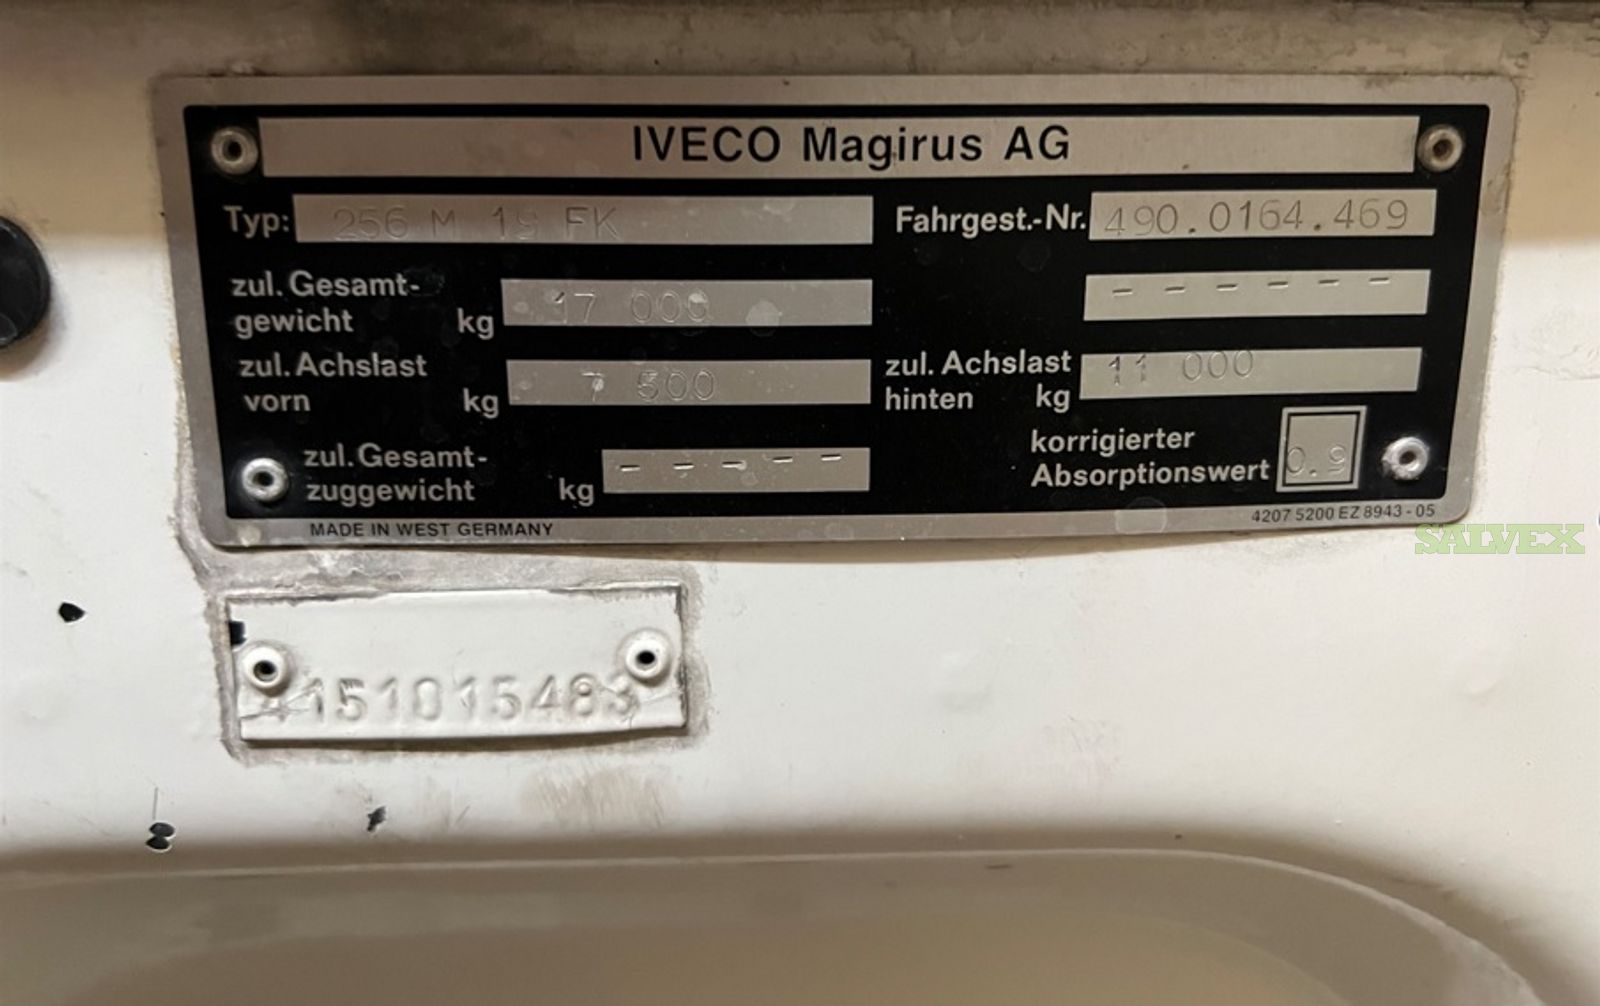 IVECO Magirus AG
Typ: 256 M 19 FK Fahrgest.-Nr. 490.0164.469
zul. Gesamt-
gewicht kg 17 000 - - - - - -
zul. Achslast
vorn kg 7 500
zul. Achslast
hinten kg 11 000
zul. Gesamt-
zuggewicht kg - - - - -
korrigierter
Absorptionswert 0.9
MADE IN WEST GERMANY
4207 5200 EZ 8943 - 05
SALVEX
4151015483